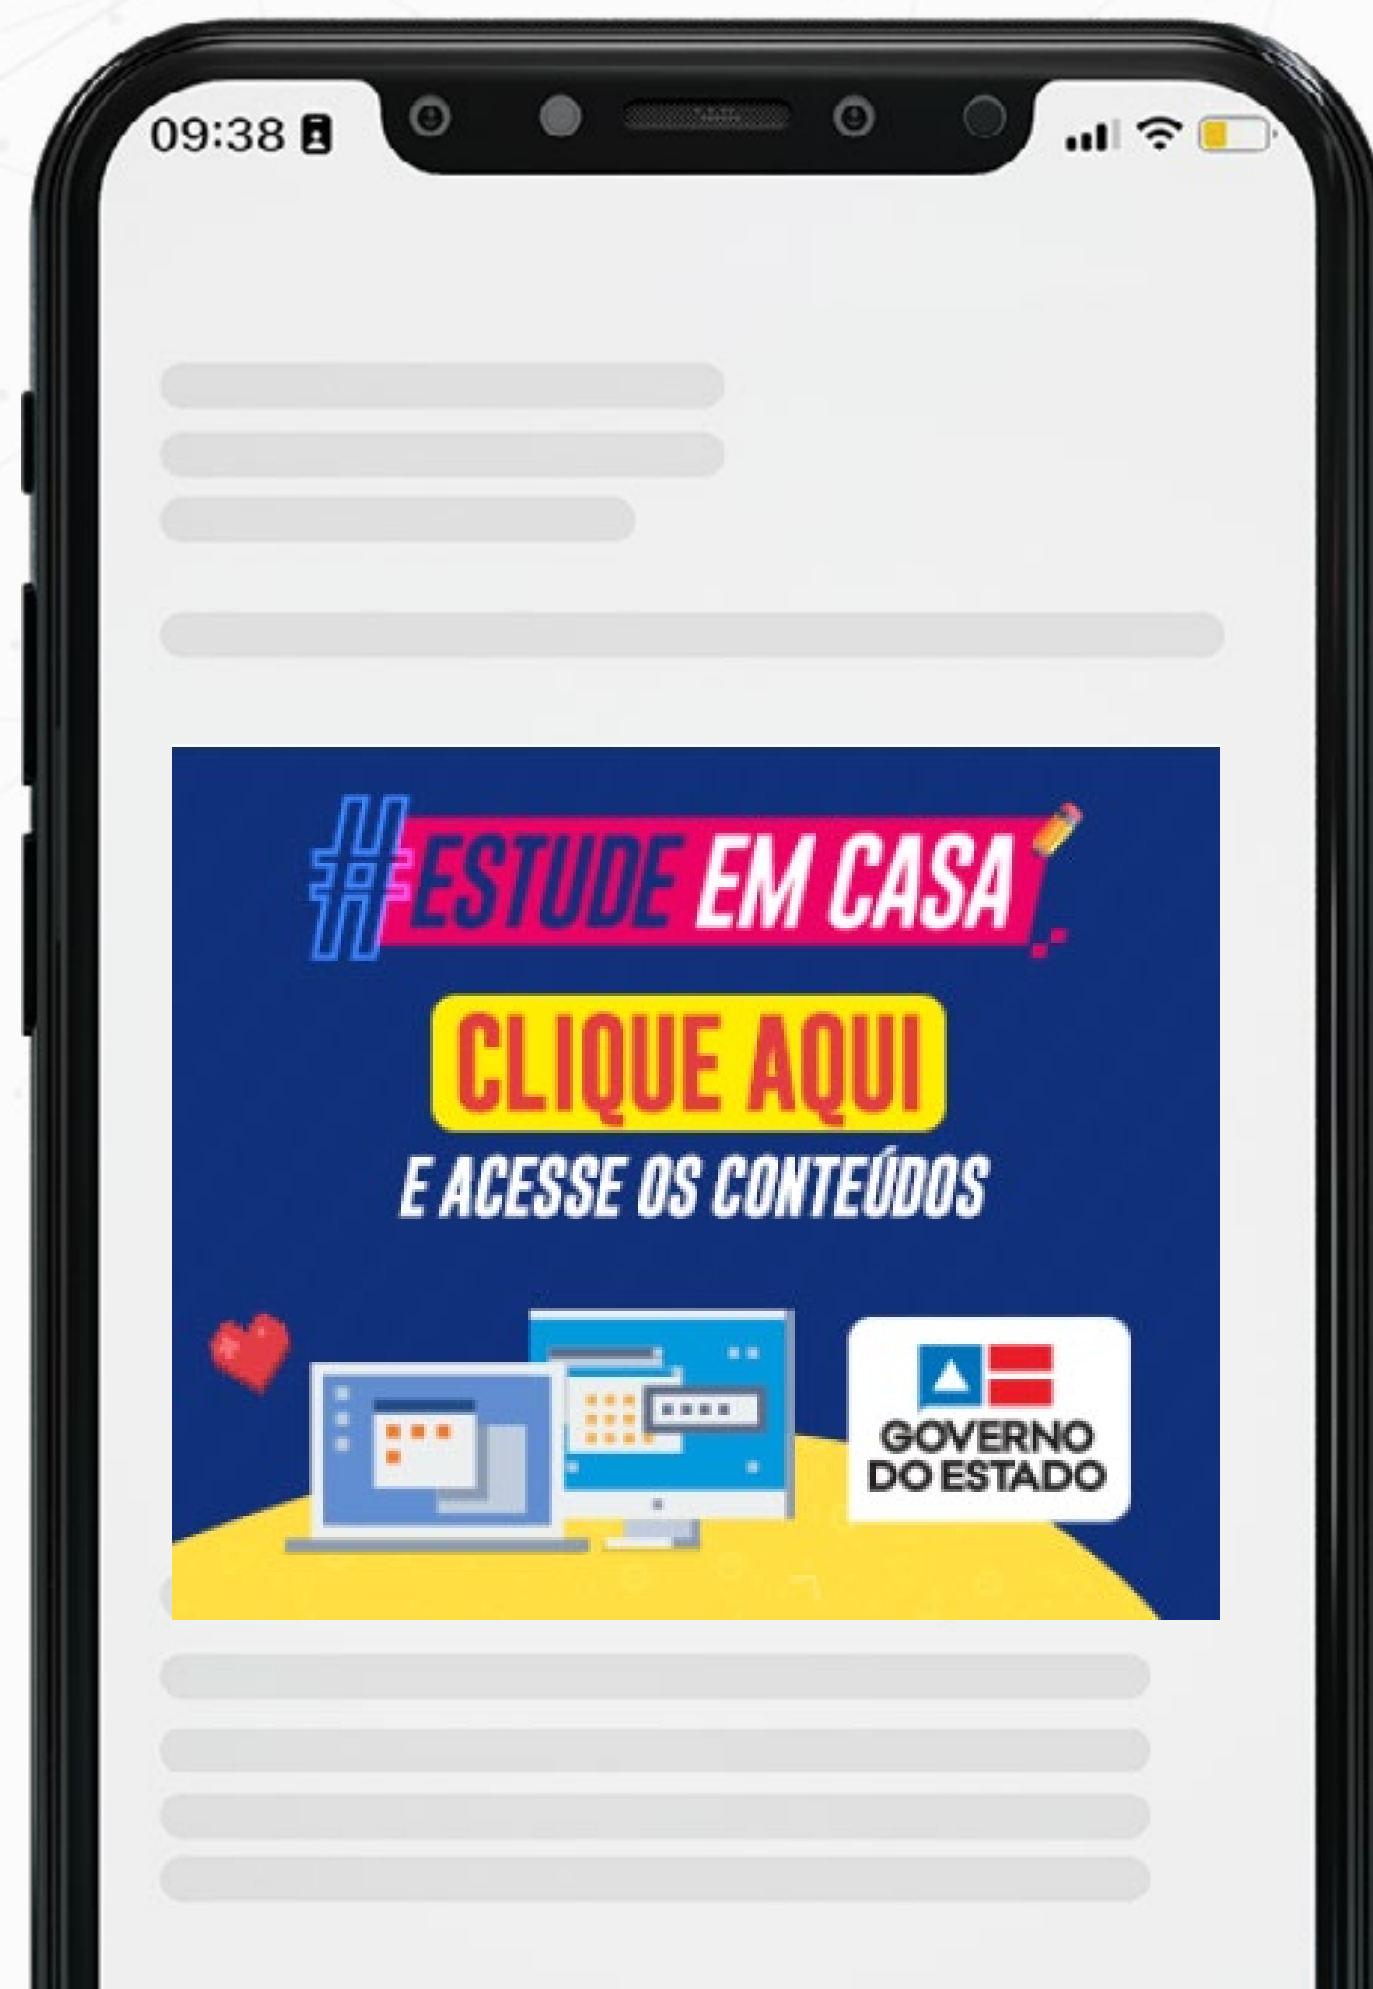 09:38
#ESTUDE EM CASA
CLIQUE AQUI
E ACESSE OS CONTEÚDOS
GOVERNO
DO ESTADO